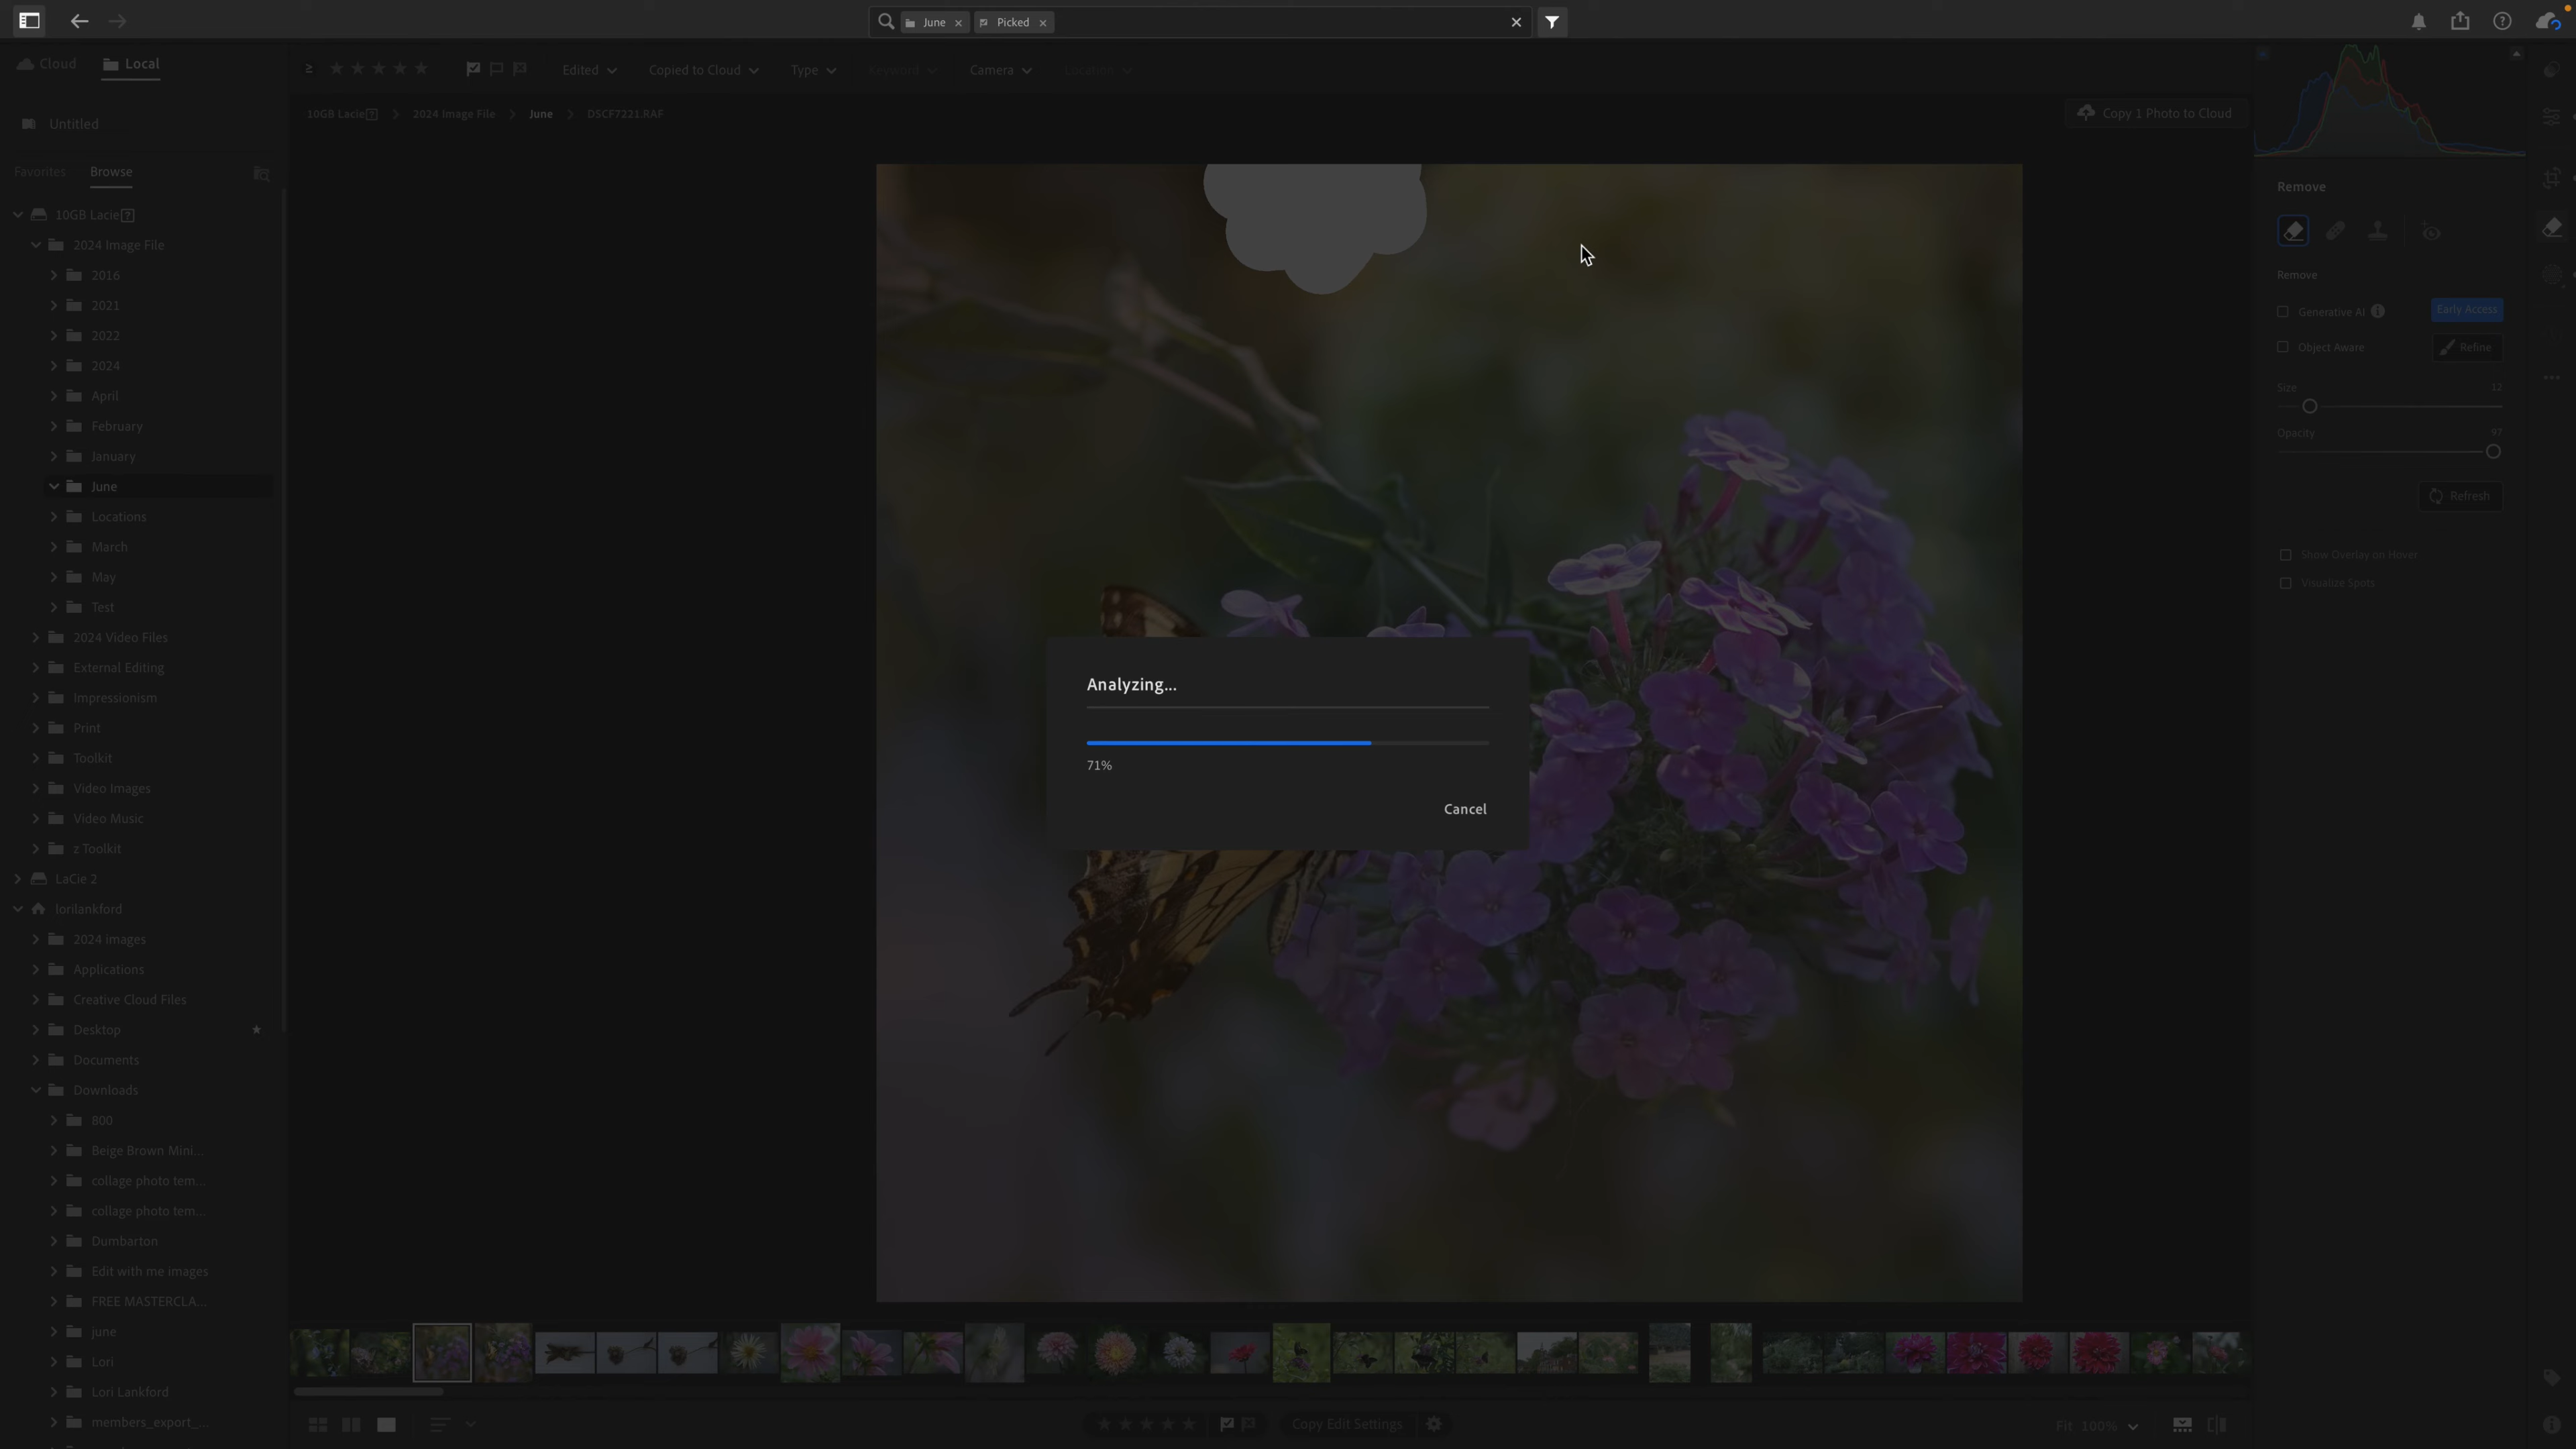 June
Picked
Cloud
Local
≥
Edited
Copied to Cloud
Type
Keyword
Camera
Location
Untitled
10GB Lacie
2024 Image File
June
DSCF7221.RAF
Copy 1 Photo to Cloud
Favorites
Browse
10GB Lacie
2024 Image File
2016
2021
2022
2024
April
February
January
June
Locations
March
May
Test
2024 Video Files
External Editing
Impressionism
Print
Toolkit
Video Images
Video Music
z Toolkit
LaCie 2
lorilankford
2024 images
Applications
Creative Cloud Files
Desktop
Documents
Downloads
800
Beige Brown Mini...
collage photo tem...
collage photo tem...
Dumbarton
Edit with me images
FREE MASTERCLA...
june
Lori
Lori Lankford
members_export_...
Analyzing...
71%
Cancel
Remove
Remove
Generative AI
Early Access
Object Aware
Refine
Size
12
Opacity
97
Refresh
Show Overlay on Hover
Visualize Spots
Copy Edit Settings
Fit
100%